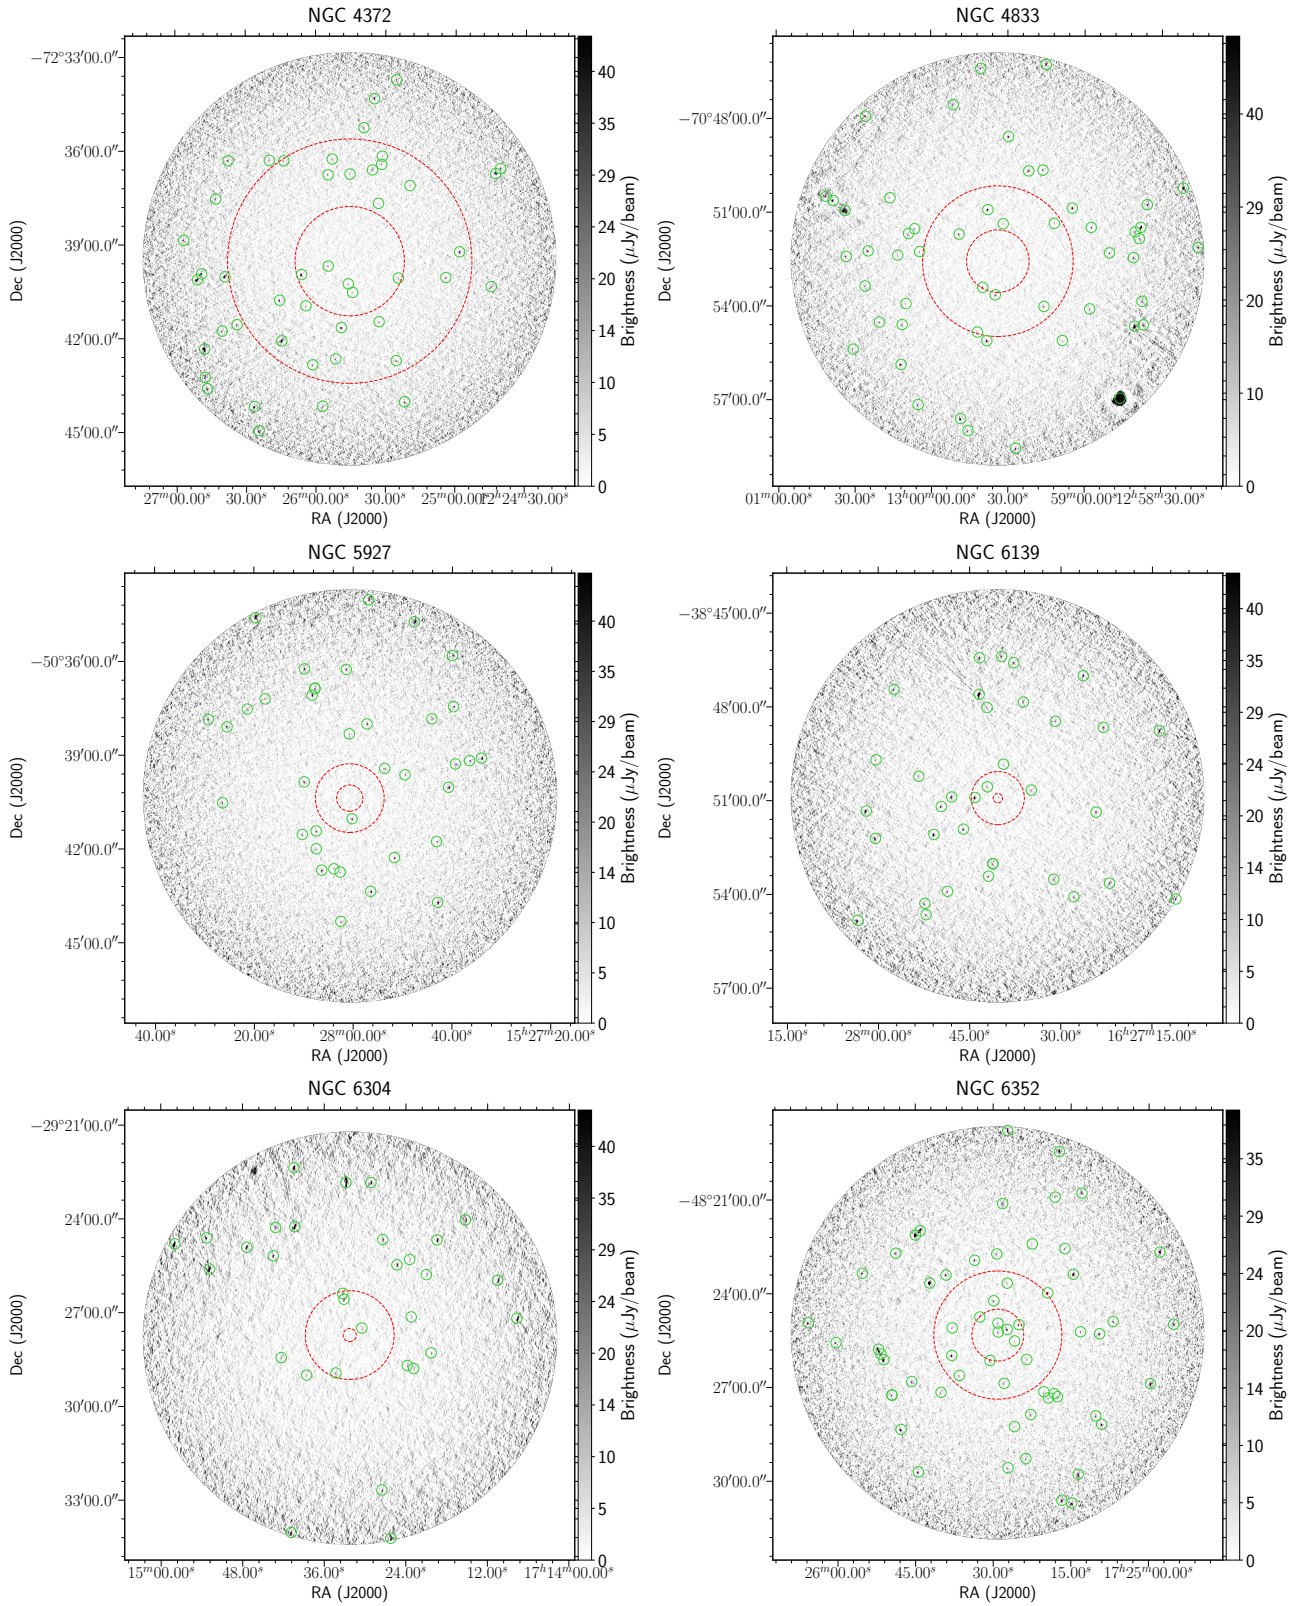 NGC 4372
−72°33′00.0″
36′00.0″
39′00.0″
42′00.0″
45′00.0″
Dec (J2000)
27ᵐ00.00ˢ 30.00ˢ 26ᵐ00.00ˢ 30.00ˢ 25ᵐ00.00ˢ 12ʰ24ᵐ30.00ˢ
RA (J2000)
40
35
29
24
20
14
10
5
0
Brightness (μJy/beam)
NGC 4833
−70°48′00.0″
51′00.0″
54′00.0″
57′00.0″
Dec (J2000)
01ᵐ00.00ˢ 30.00ˢ 13ʰ00ᵐ00.00ˢ 30.00ˢ 59ᵐ00.00ˢ 12ʰ58ᵐ30.00ˢ
RA (J2000)
40
29
20
10
0
Brightness (μJy/beam)
NGC 5927
−50°36′00.0″
39′00.0″
42′00.0″
45′00.0″
Dec (J2000)
40.00ˢ 20.00ˢ 28ᵐ00.00ˢ 40.00ˢ 15ʰ27ᵐ20.00ˢ
RA (J2000)
40
35
29
24
20
14
10
5
0
Brightness (μJy/beam)
NGC 6139
−38°45′00.0″
48′00.0″
51′00.0″
54′00.0″
57′00.0″
Dec (J2000)
15.00ˢ 28ᵐ00.00ˢ 45.00ˢ 30.00ˢ 16ʰ27ᵐ15.00ˢ
RA (J2000)
40
35
29
24
20
14
10
5
0
Brightness (μJy/beam)
NGC 6304
−29°21′00.0″
24′00.0″
27′00.0″
30′00.0″
33′00.0″
Dec (J2000)
15ᵐ00.00ˢ 48.00ˢ 36.00ˢ 24.00ˢ 12.00ˢ 17ʰ14ᵐ00.00ˢ
RA (J2000)
40
35
29
24
20
14
10
5
0
Brightness (μJy/beam)
NGC 6352
−48°21′00.0″
24′00.0″
27′00.0″
30′00.0″
Dec (J2000)
26ᵐ00.00ˢ 45.00ˢ 30.00ˢ 15.00ˢ 17ʰ25ᵐ00.00ˢ
RA (J2000)
35
29
24
20
14
10
5
0
Brightness (μJy/beam)